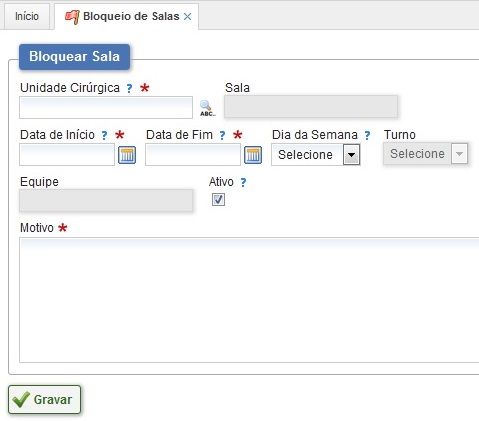 Início Bloqueio de Salas
Bloquear Sala
Unidade Cirúrgica ? * Sala
ABC..
Data de Início ? * Data de Fim ? * Dia da Semana ? Turno
Selecione Selecione
Equipe Ativo ?
Motivo *
Gravar